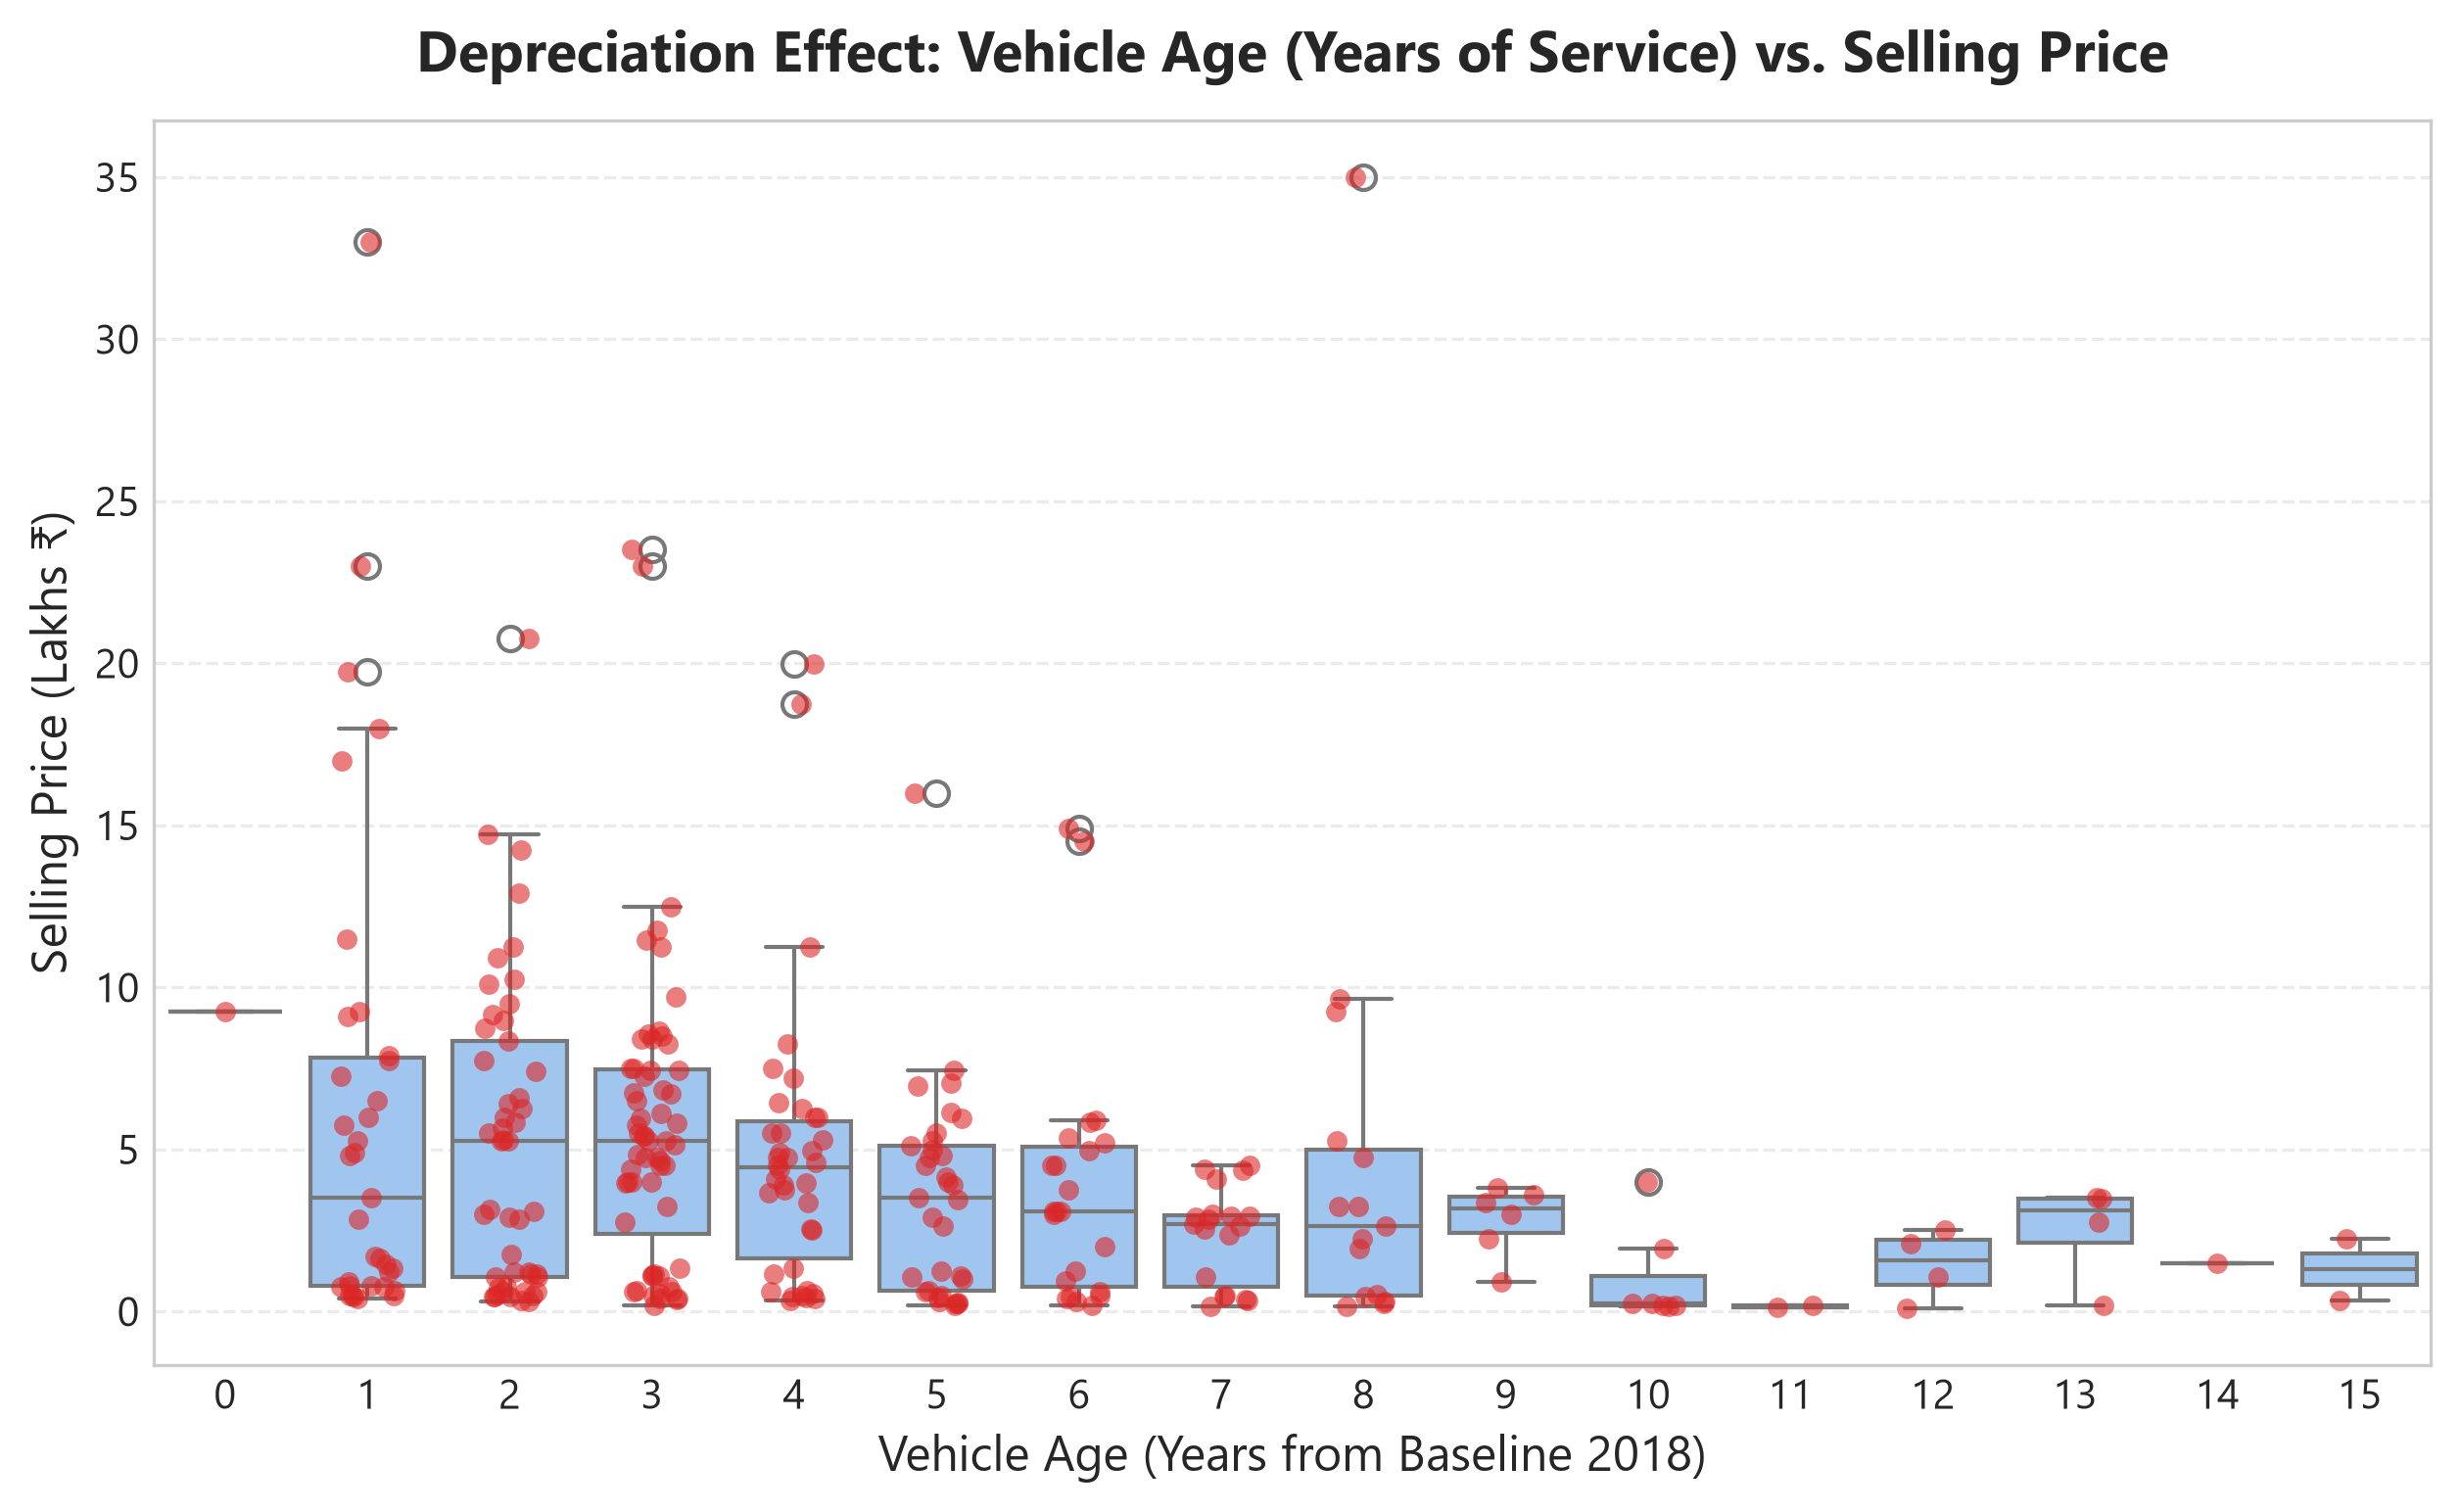 Depreciation Effect: Vehicle Age (Years of Service) vs. Selling Price
Selling Price (Lakhs ₹)
35
30
25
20
15
10
5
0
0 1 2 3 4 5 6 7 8 9 10 11 12 13 14 15
Vehicle Age (Years from Baseline 2018)